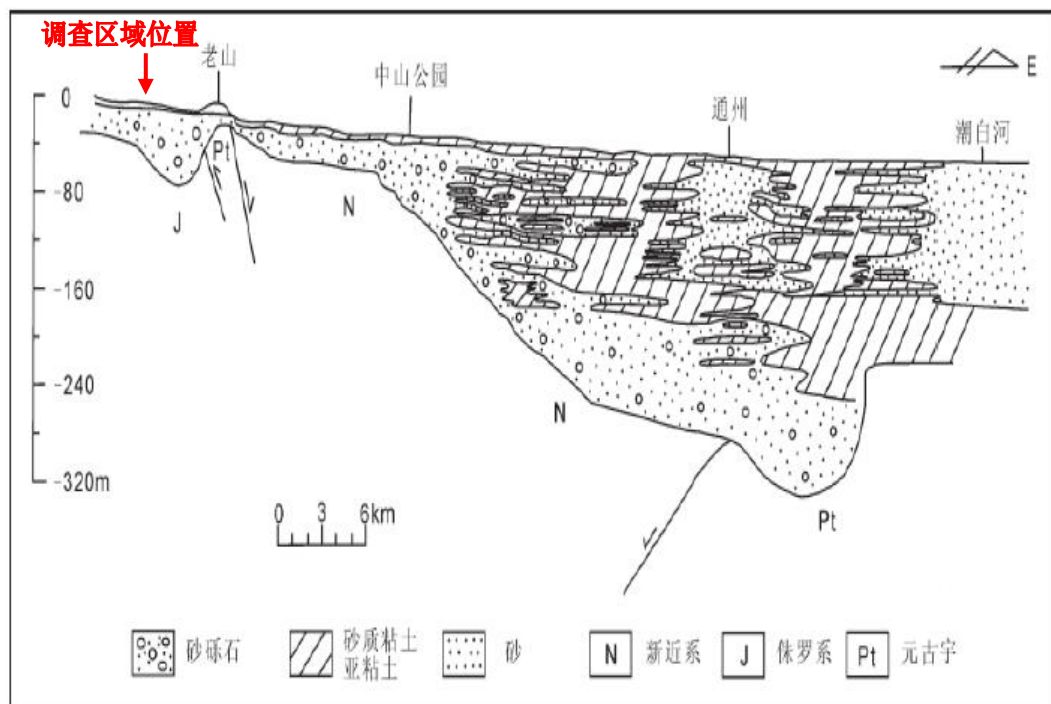 调查区域位置
老山
中山公园
通州
潮白河
E
0
-80
-160
-240
-320m
Pt
J
N
N
Pt
0 3 6km
砂砾石
砂质粘土
亚粘土
砂
N 新近系
J 侏罗系
Pt 元古宇